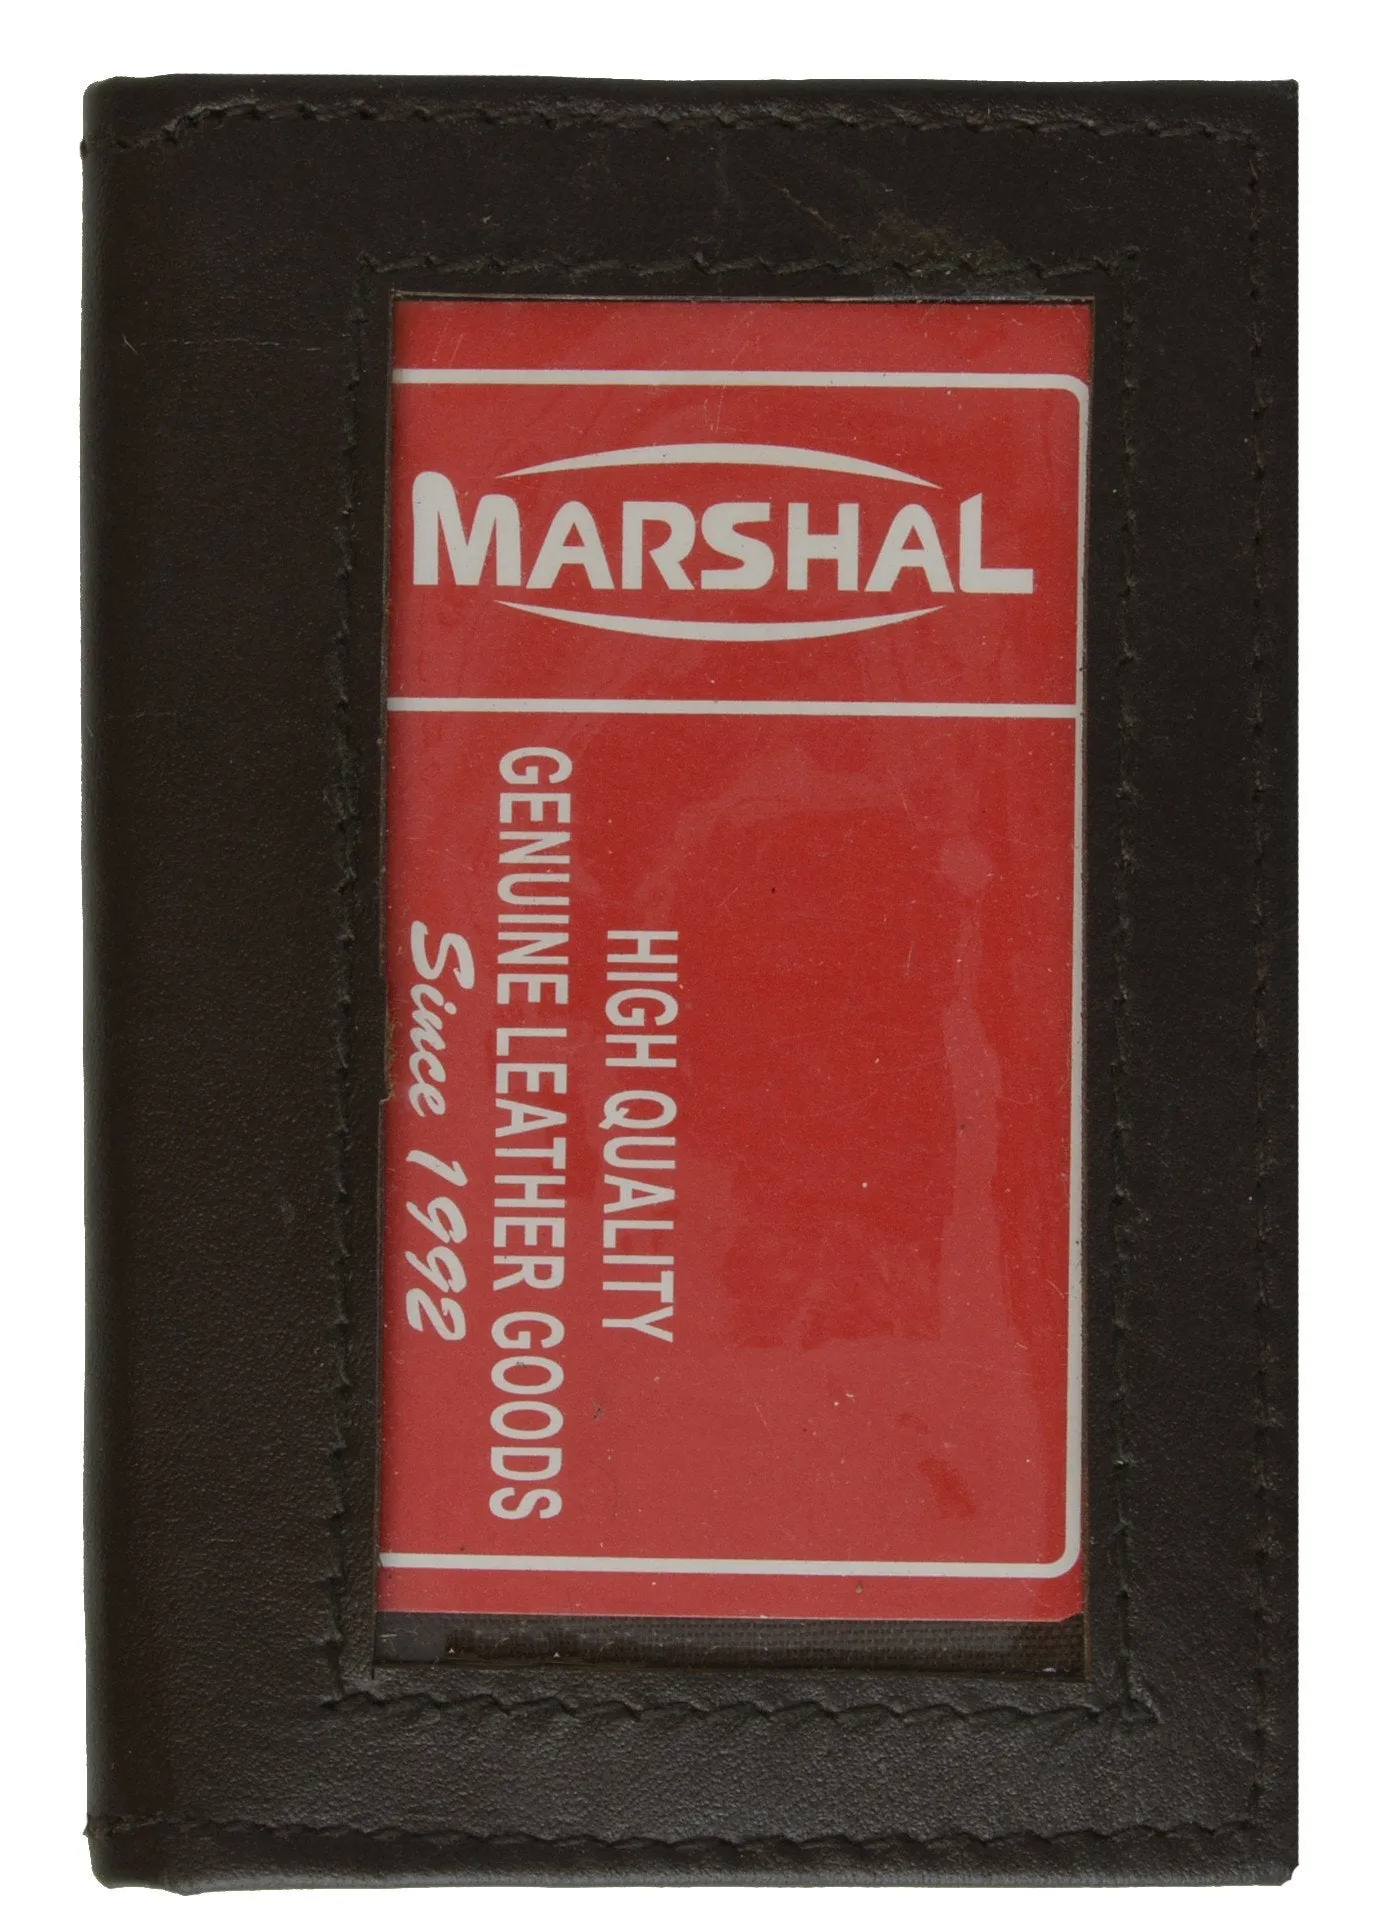 MARSHAL
HIGH QUALITY
GENUINE LEATHER GOODS
Since 1992